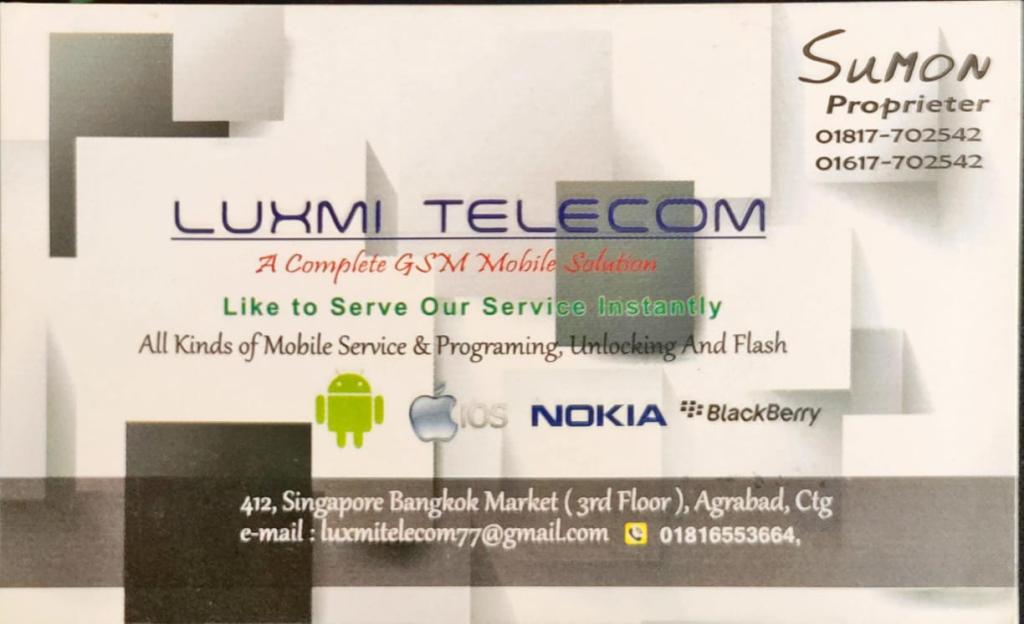 Sumon
Proprieter
01817-702542
01617-702542
LUXMI TELECOM
A Complete GSM Mobile Solution
Like to Serve Our Service Instantly
All Kinds of Mobile Service & Programing, Unlocking And Flash
iOS NOKIA BlackBerry
412, Singapore Bangkok Market ( 3rd Floor ), Agrabad, Ctg
e-mail : luxmitelecom77@gmail.com 01816553664,